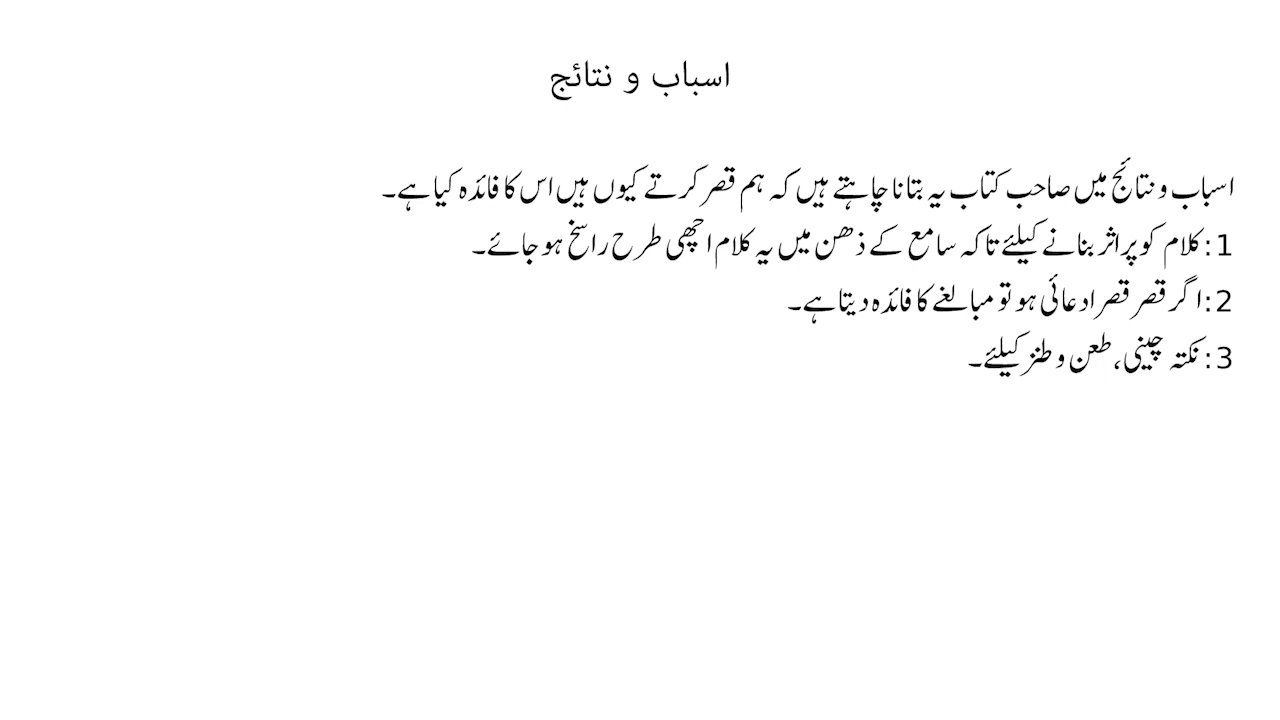 اسباب و نتائج
اسباب و نتائج میں صاحب کتاب یہ بتانا چاہتے ہیں کہ ہم قصر کرتے کیوں ہیں اس کا فائدہ کیا ہے۔
1: کلام کو پر اثر بنانے کیلئے تاکہ سامع کے ذھن میں یہ کلام اچھی طرح راسخ ہو جائے۔
2: اگر قصر قصر ادعائی ہو تو مبالغے کا فائدہ دیتا ہے۔
3: نکتہ چینی، طعن و طنز کیلئے۔